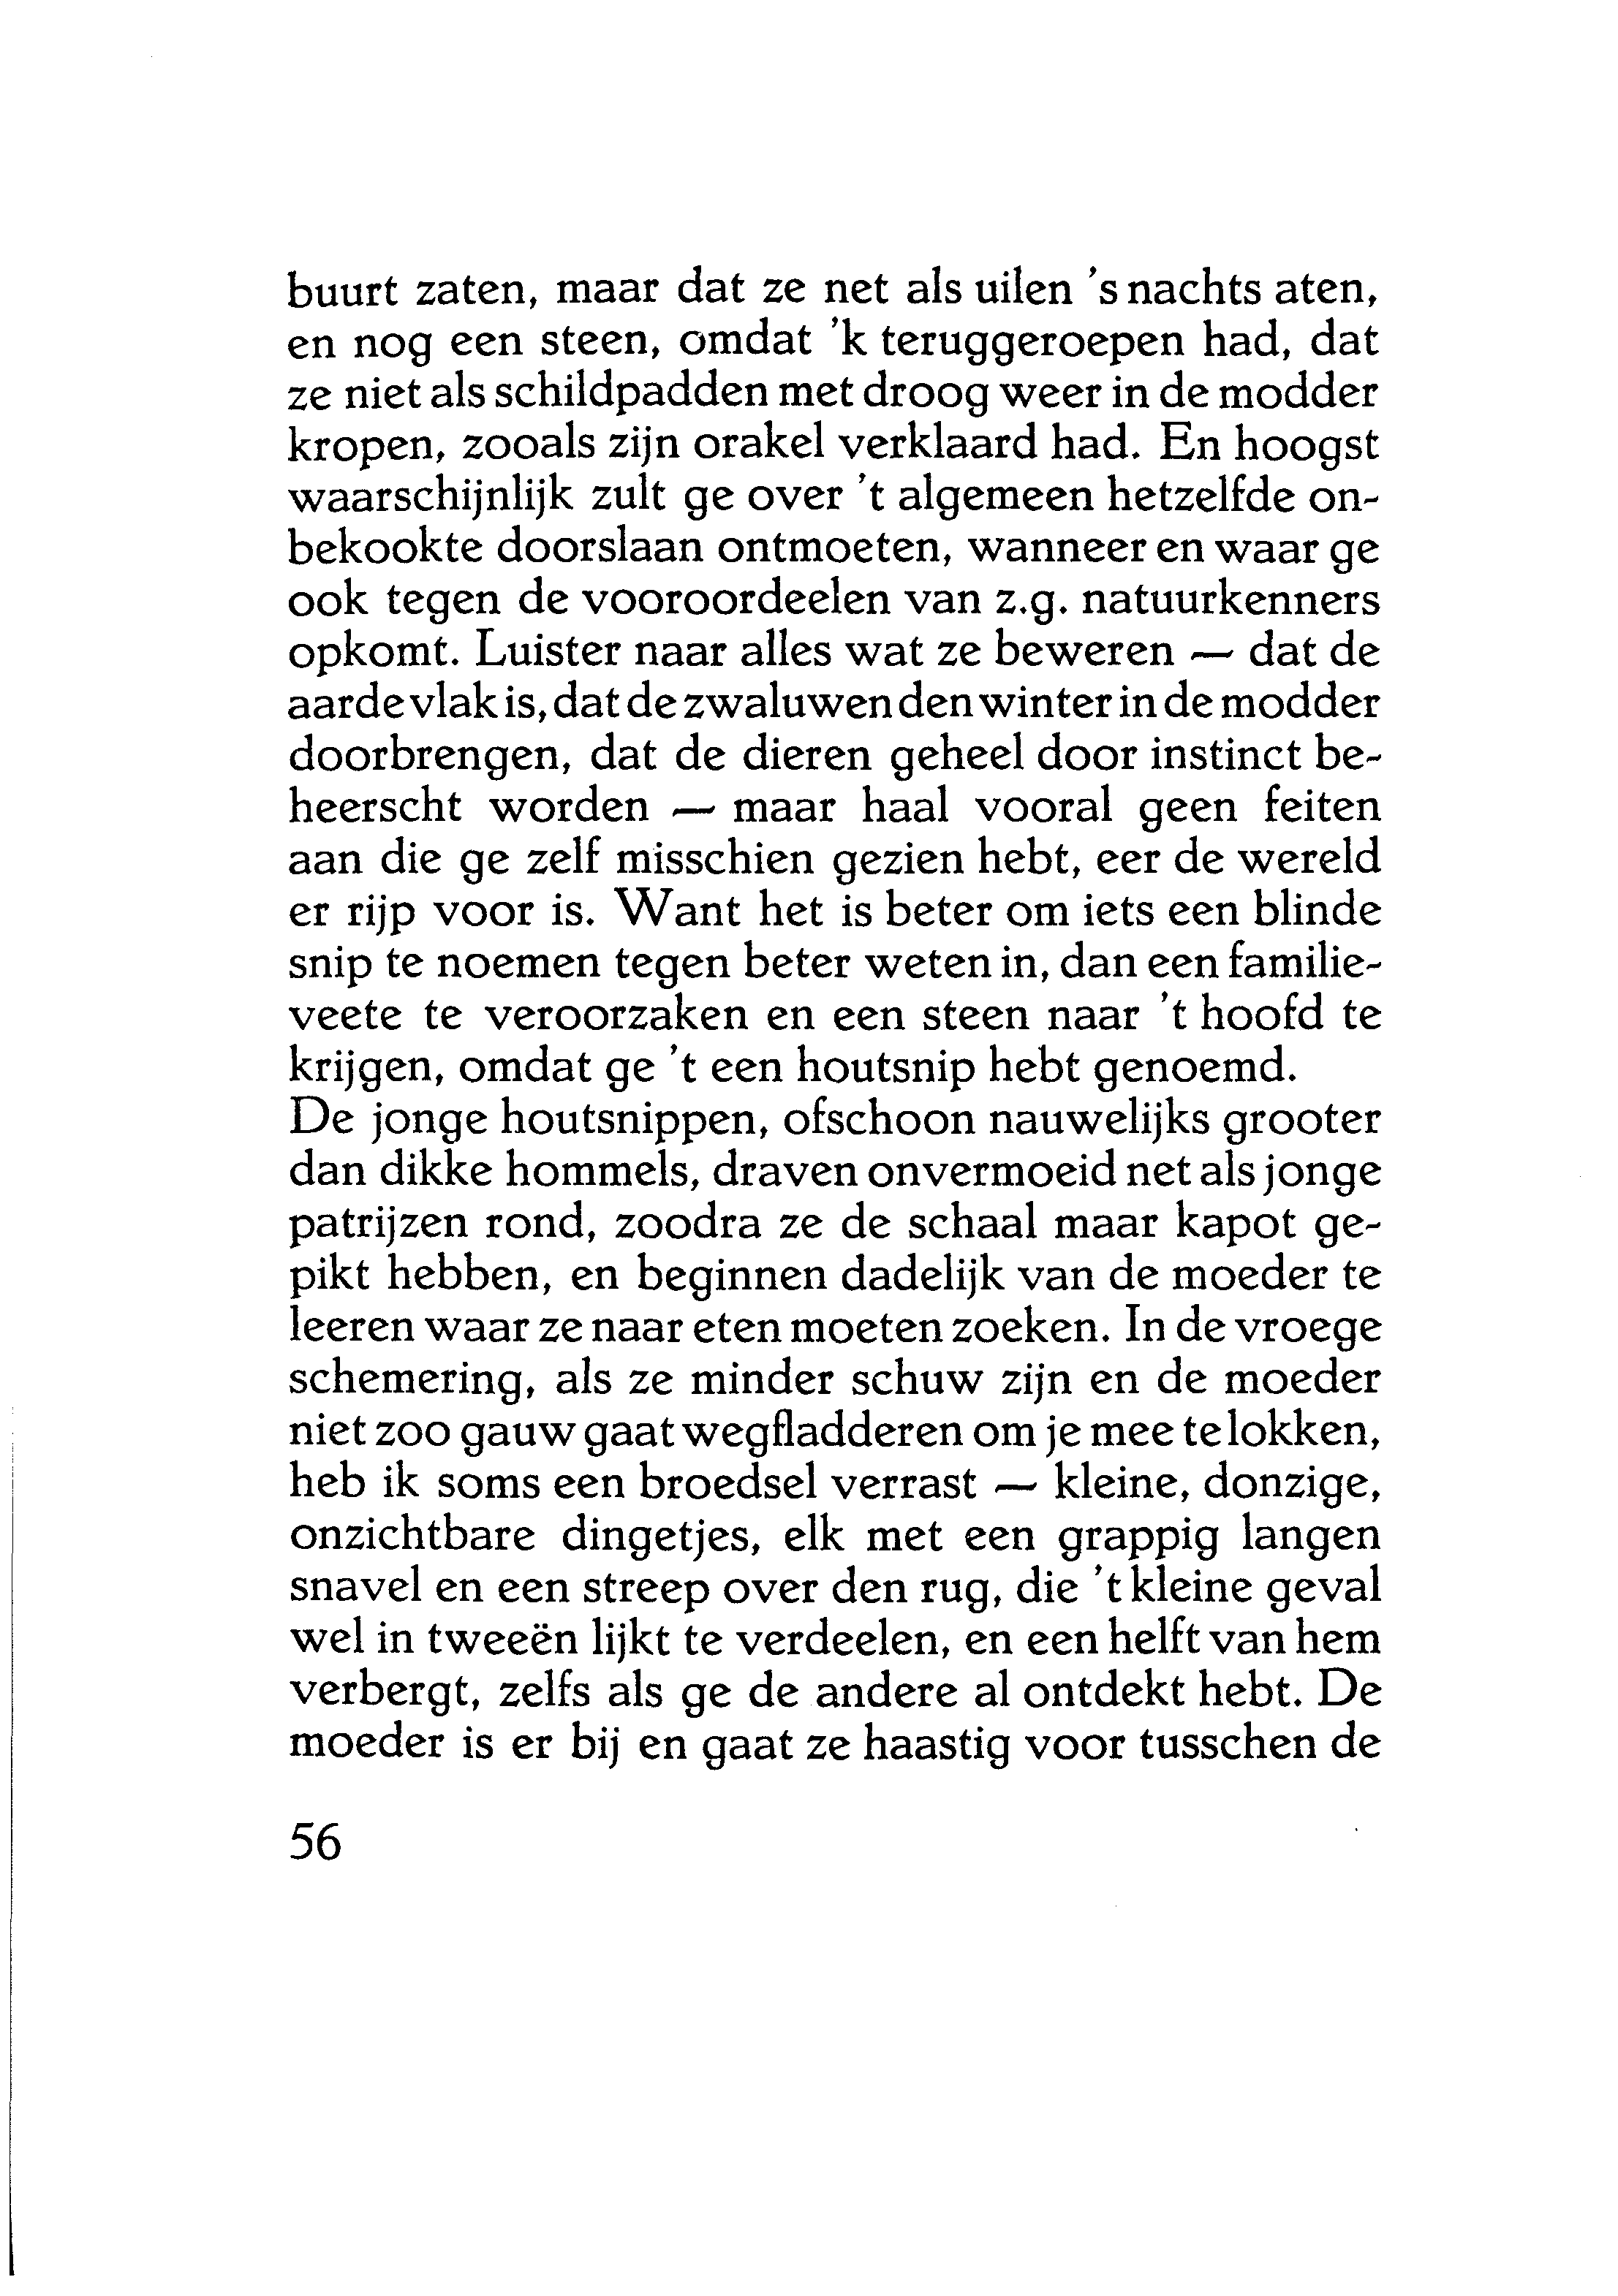 buurt zaten, maar dat ze net als uilen 's nachts aten,
en nog een steen, omdat 'k teruggeroepen had, dat
ze niet als schildpadden met droog weer in de modder
kropen, zooals zijn orakel verklaard had. En hoogst
waarschijnlijk zult ge over 't algemeen hetzelfde on-
bekookte doorslaan ontmoeten, wanneer en waar ge
ook tegen de vooroordeelen van z.g. natuurkenners
opkomt. Luister naar alles wat ze beweren — dat de
aarde vlak is, dat de zwaluwen den winter in de modder
doorbrengen, dat de dieren geheel door instinct be-
heerscht worden — maar haal vooral geen feiten
aan die ge zelf misschien gezien hebt, eer de wereld
er rijp voor is. Want het is beter om iets een blinde
snip te noemen tegen beter weten in, dan een familie-
veete te veroorzaken en een steen naar 't hoofd te
krijgen, omdat ge 't een houtsnip hebt genoemd.
De jonge houtsnippen, ofschoon nauwelijks grooter
dan dikke hommels, draven onvermoeid net als jonge
patrijzen rond, zoodra ze de schaal maar kapot ge-
pikt hebben, en beginnen dadelijk van de moeder te
leeren waar ze naar eten moeten zoeken. In de vroege
schemering, als ze minder schuw zijn en de moeder
niet zoo gauw gaat wegfladderen om je mee te lokken,
heb ik soms een broedsel verrast — kleine, donzige,
onzichtbare dingetjes, elk met een grappig langen
snavel en een streep over den rug, die 't kleine geval
wel in tweeën lijkt te verdeelen, en een helft van hem
verbergt, zelfs als ge de andere al ontdekt hebt. De
moeder is er bij en gaat ze haastig voor tusschen de
56